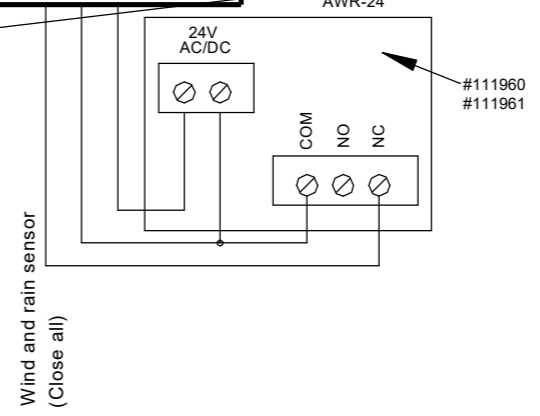 AWR-24
24V
AC/DC
#111960
#111961
COM
NO
NC
Wind and rain sensor
(Close all)